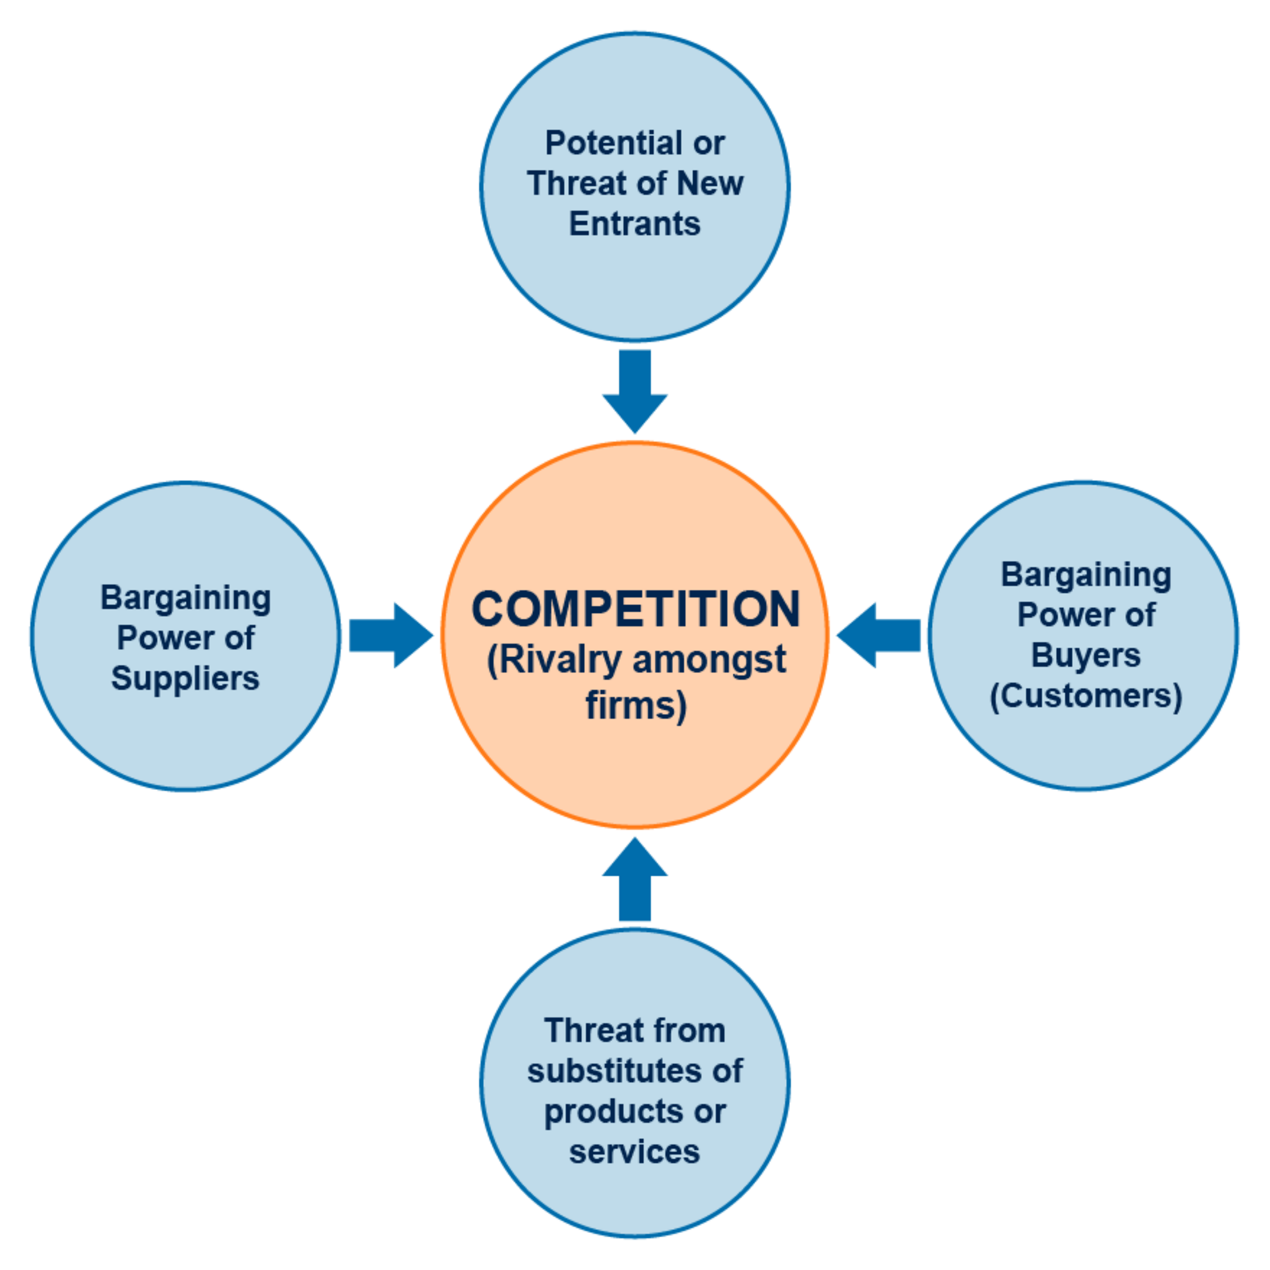 Potential or
Threat of New
Entrants
Bargaining
Power of
Suppliers
COMPETITION
(Rivalry amongst
firms)
Bargaining
Power of
Buyers
(Customers)
Threat from
substitutes of
products or
services